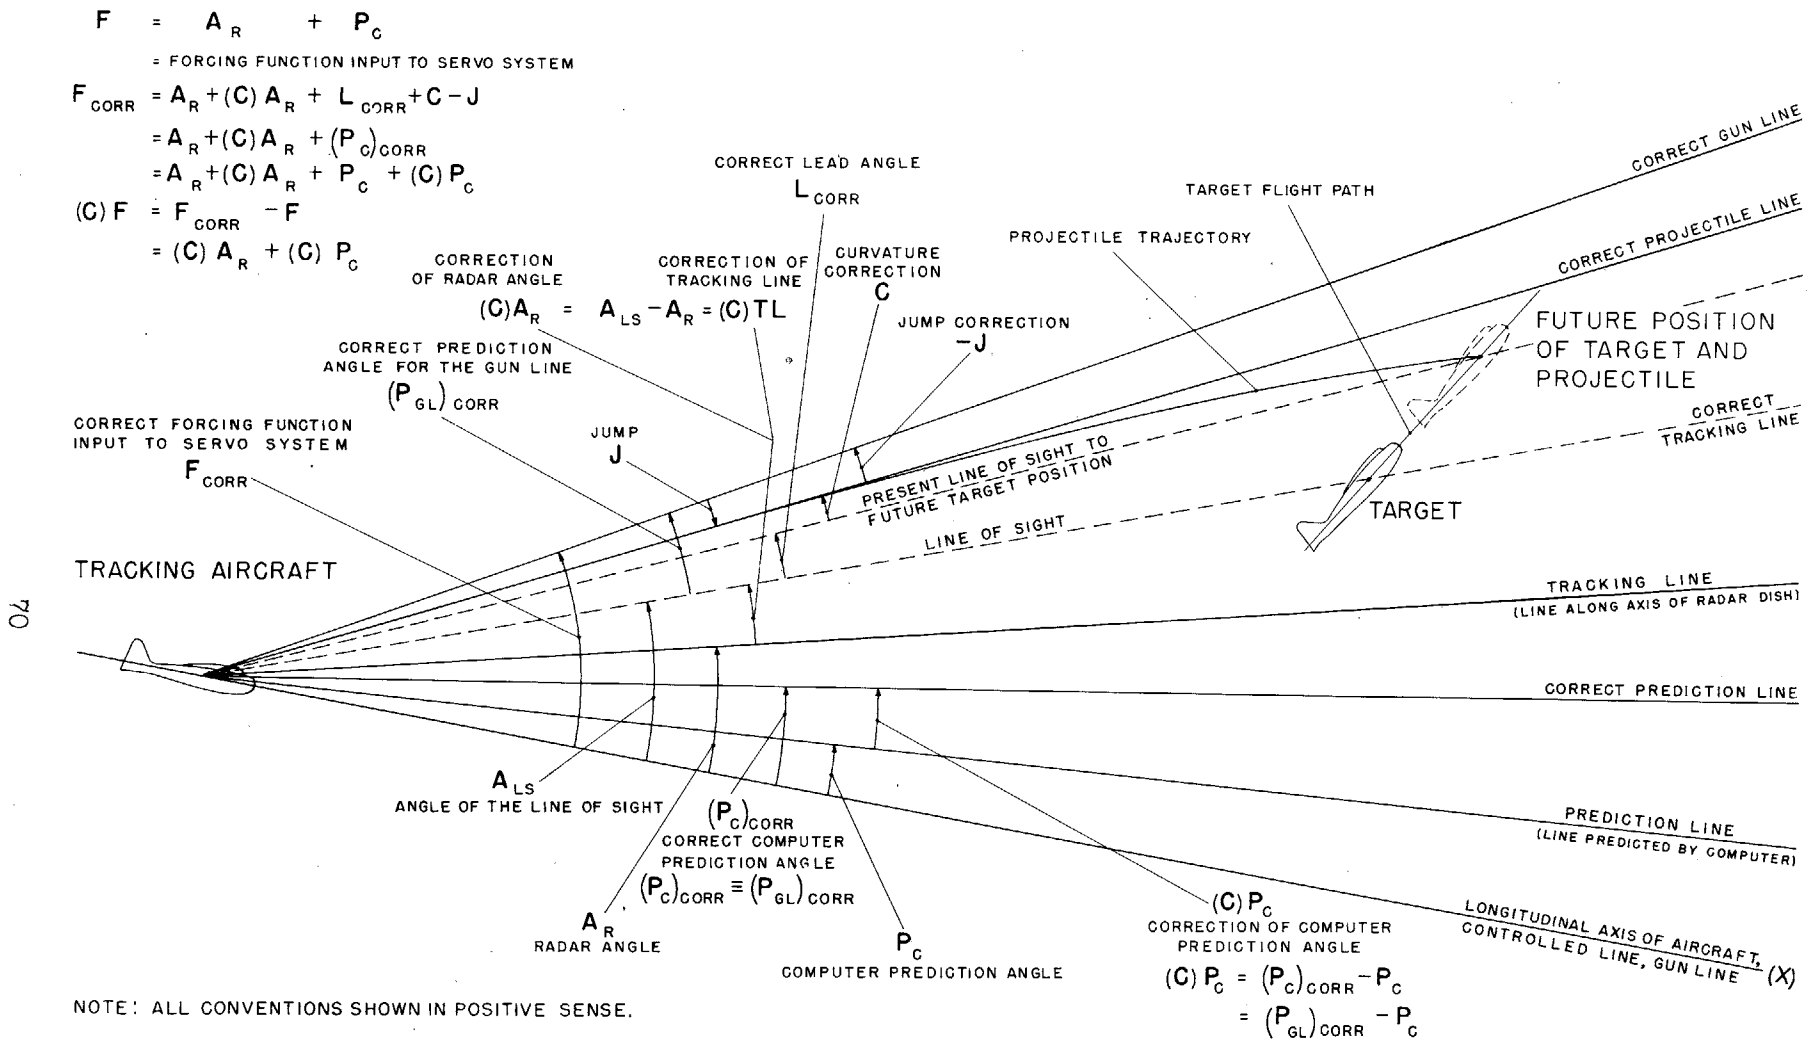 F = A_R + P_C
= FORCING FUNCTION INPUT TO SERVO SYSTEM
F_CORR = A_R + (C) A_R + L_CORR + C - J
= A_R + (C) A_R + (P_C)_CORR
= A_R + (C) A_R + P_C + (C) P_C
(C) F = F_CORR - F
= (C) A_R + (C) P_C
CORRECT LEAD ANGLE
L_CORR
CORRECTION
OF RADAR ANGLE
CORRECTION OF
TRACKING LINE
(C)A_R = A_LS - A_R = (C)TL
CURVATURE
CORRECTION
C
JUMP CORRECTION
-J
PROJECTILE TRAJECTORY
TARGET FLIGHT PATH
CORRECT GUN LINE
CORRECT PROJECTILE LINE
FUTURE POSITION
OF TARGET AND
PROJECTILE
CORRECT
TRACKING LINE
CORRECT PREDICTION
ANGLE FOR THE GUN LINE
(P_GL)_CORR
CORRECT FORCING FUNCTION
INPUT TO SERVO SYSTEM
F_CORR
JUMP
J
PRESENT LINE OF SIGHT TO
FUTURE TARGET POSITION
LINE OF SIGHT
TARGET
TRACKING AIRCRAFT
70
TRACKING LINE
(LINE ALONG AXIS OF RADAR DISH)
CORRECT PREDICTION LINE
PREDICTION LINE
(LINE PREDICTED BY COMPUTER)
LONGITUDINAL AXIS OF AIRCRAFT,
CONTROLLED LINE, GUN LINE (X)
A_LS
ANGLE OF THE LINE OF SIGHT
(P_C)_CORR
CORRECT COMPUTER
PREDICTION ANGLE
(P_C)_CORR ≡ (P_GL)_CORR
A_R
RADAR ANGLE
P_C
COMPUTER PREDICTION ANGLE
(C) P_C
CORRECTION OF COMPUTER
PREDICTION ANGLE
(C) P_C = (P_C)_CORR - P_C
= (P_GL)_CORR - P_C
NOTE: ALL CONVENTIONS SHOWN IN POSITIVE SENSE.